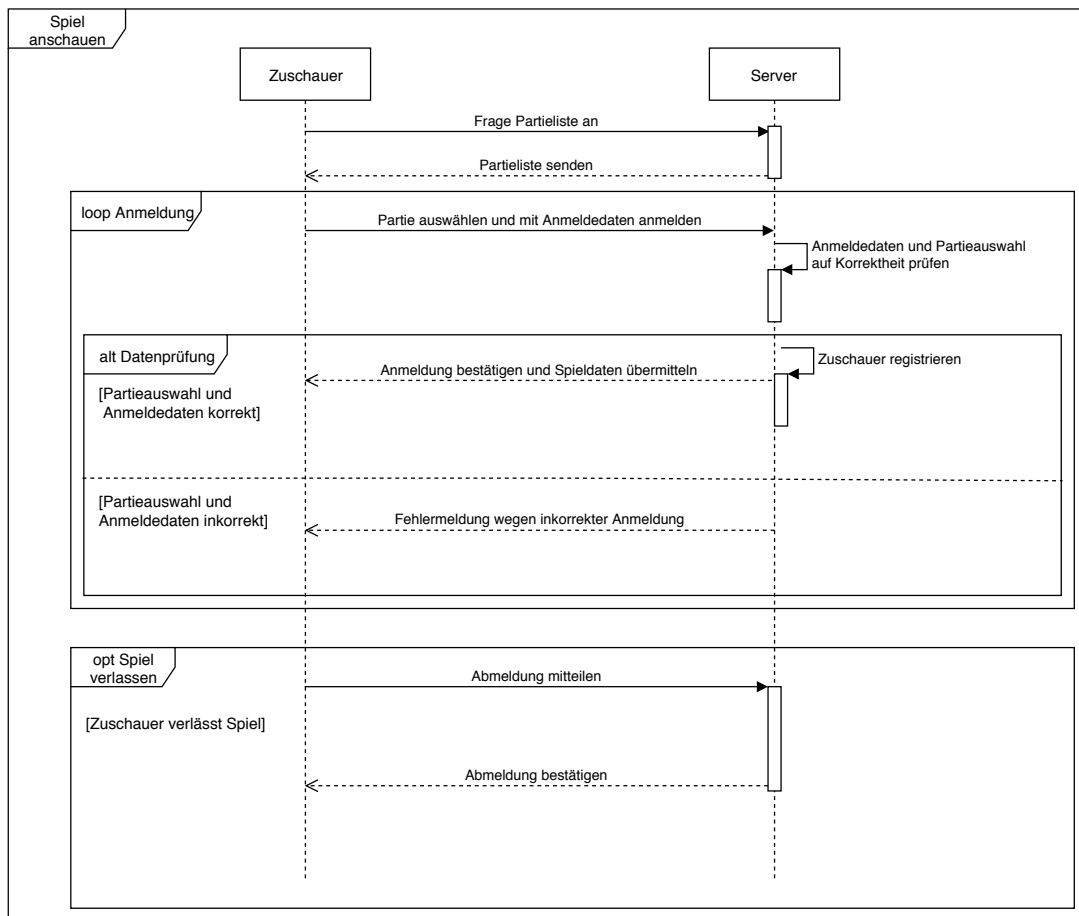 Spiel
anschauen
Zuschauer
Server
Frage Partieliste an
Partieliste senden
loop Anmeldung
Partie auswählen und mit Anmeldedaten anmelden
Anmeldedaten und Partieauswahl
auf Korrektheit prüfen
alt Datenprüfung
Zuschauer registrieren
Anmeldung bestätigen und Spieldaten übermitteln
[Partieauswahl und
Anmeldedaten korrekt]
[Partieauswahl und
Anmeldedaten inkorrekt]
Fehlermeldung wegen inkorrekter Anmeldung
opt Spiel
verlassen
Abmeldung mitteilen
[Zuschauer verlässt Spiel]
Abmeldung bestätigen